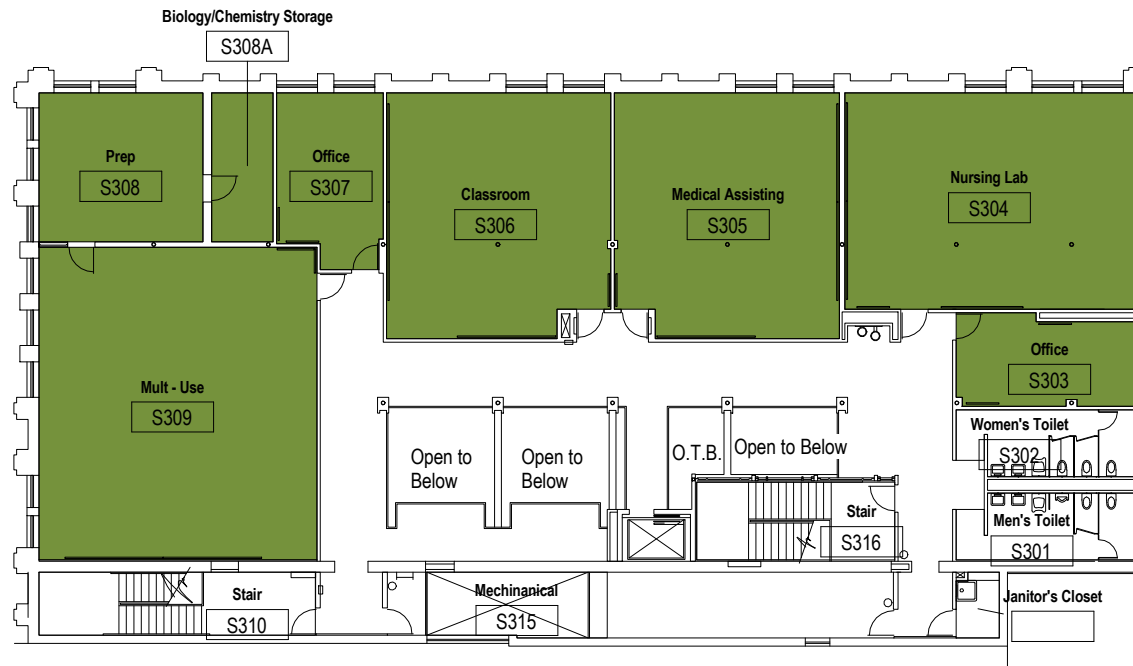 Biology/Chemistry Storage
S308A
Prep
S308
Office
S307
Classroom
S306
Medical Assisting
S305
Nursing Lab
S304
Office
S303
Mult - Use
S309
Open to
Below
Open to
Below
O.T.B.
Open to Below
Women's Toilet
S302
Men's Toilet
S301
Stair
S316
Stair
S310
Mechinanical
S315
Janitor's Closet